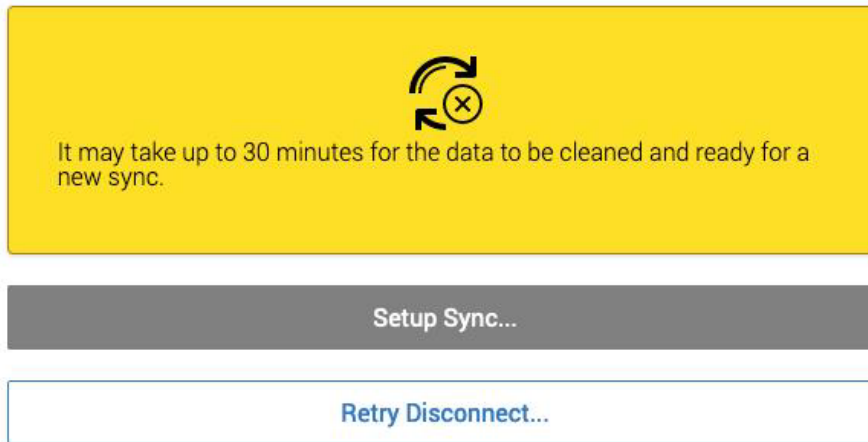 It may take up to 30 minutes for the data to be cleaned and ready for a
new sync.
Setup Sync...
Retry Disconnect...